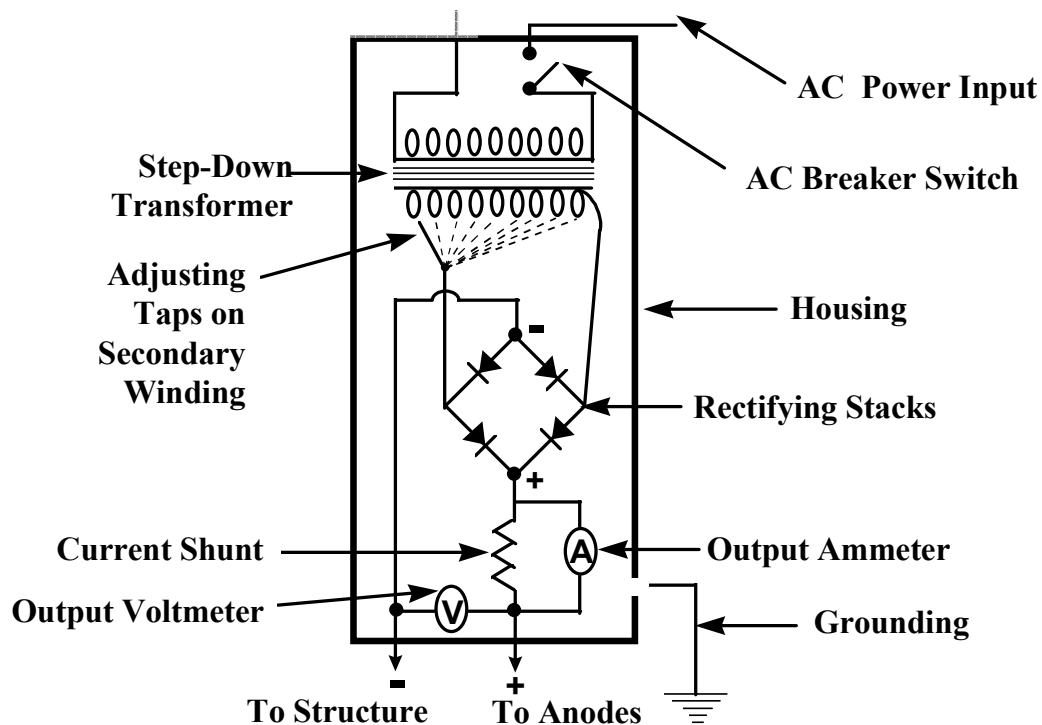 AC Power Input
Step-Down
Transformer
AC Breaker Switch
Adjusting
Taps on
Secondary
Winding
Housing
-
Rectifying Stacks
+
Current Shunt
A
Output Ammeter
Output Voltmeter
V
Grounding
-
+
To Structure
To Anodes